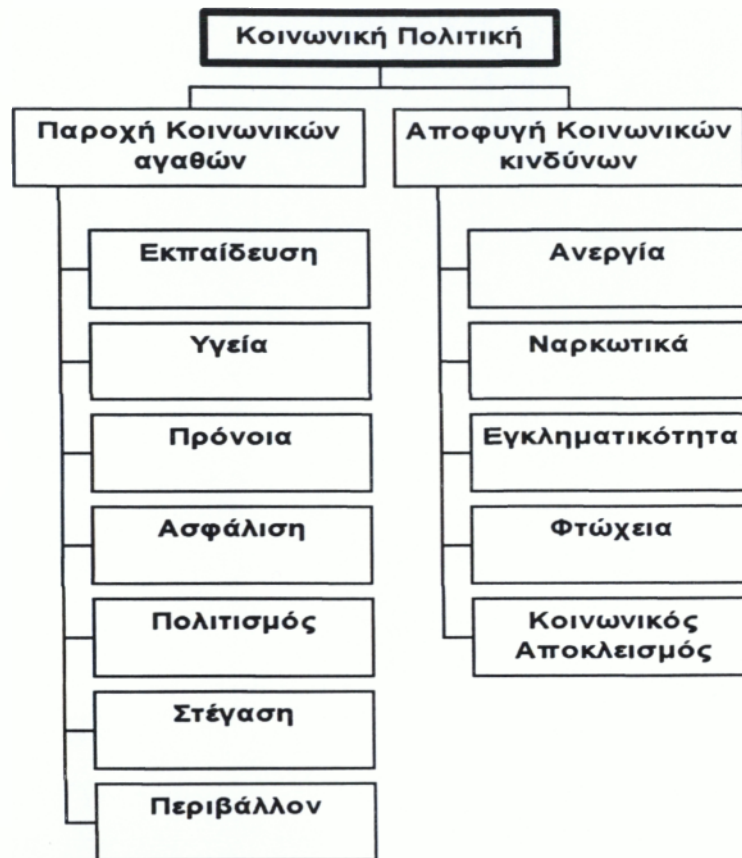 Κοινωνική Πολιτική
Παροχή Κοινωνικών
αγαθών
Εκπαίδευση
Υγεία
Πρόνοια
Ασφάλιση
Πολιτισμός
Στέγαση
Περιβάλλον
Αποφυγή Κοινωνικών
κινδύνων
Ανεργία
Ναρκωτικά
Εγκληματικότητα
Φτώχεια
Κοινωνικός
Αποκλεισμός